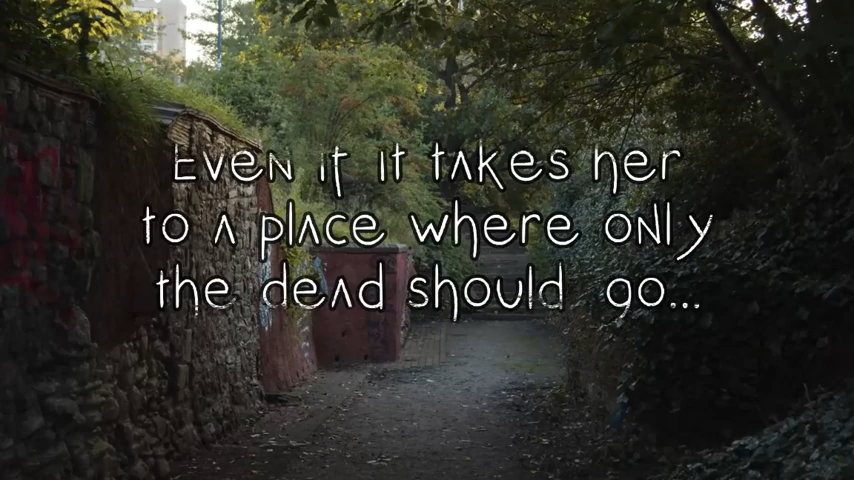 Even if it takes her
to a place where only
the dead should go...